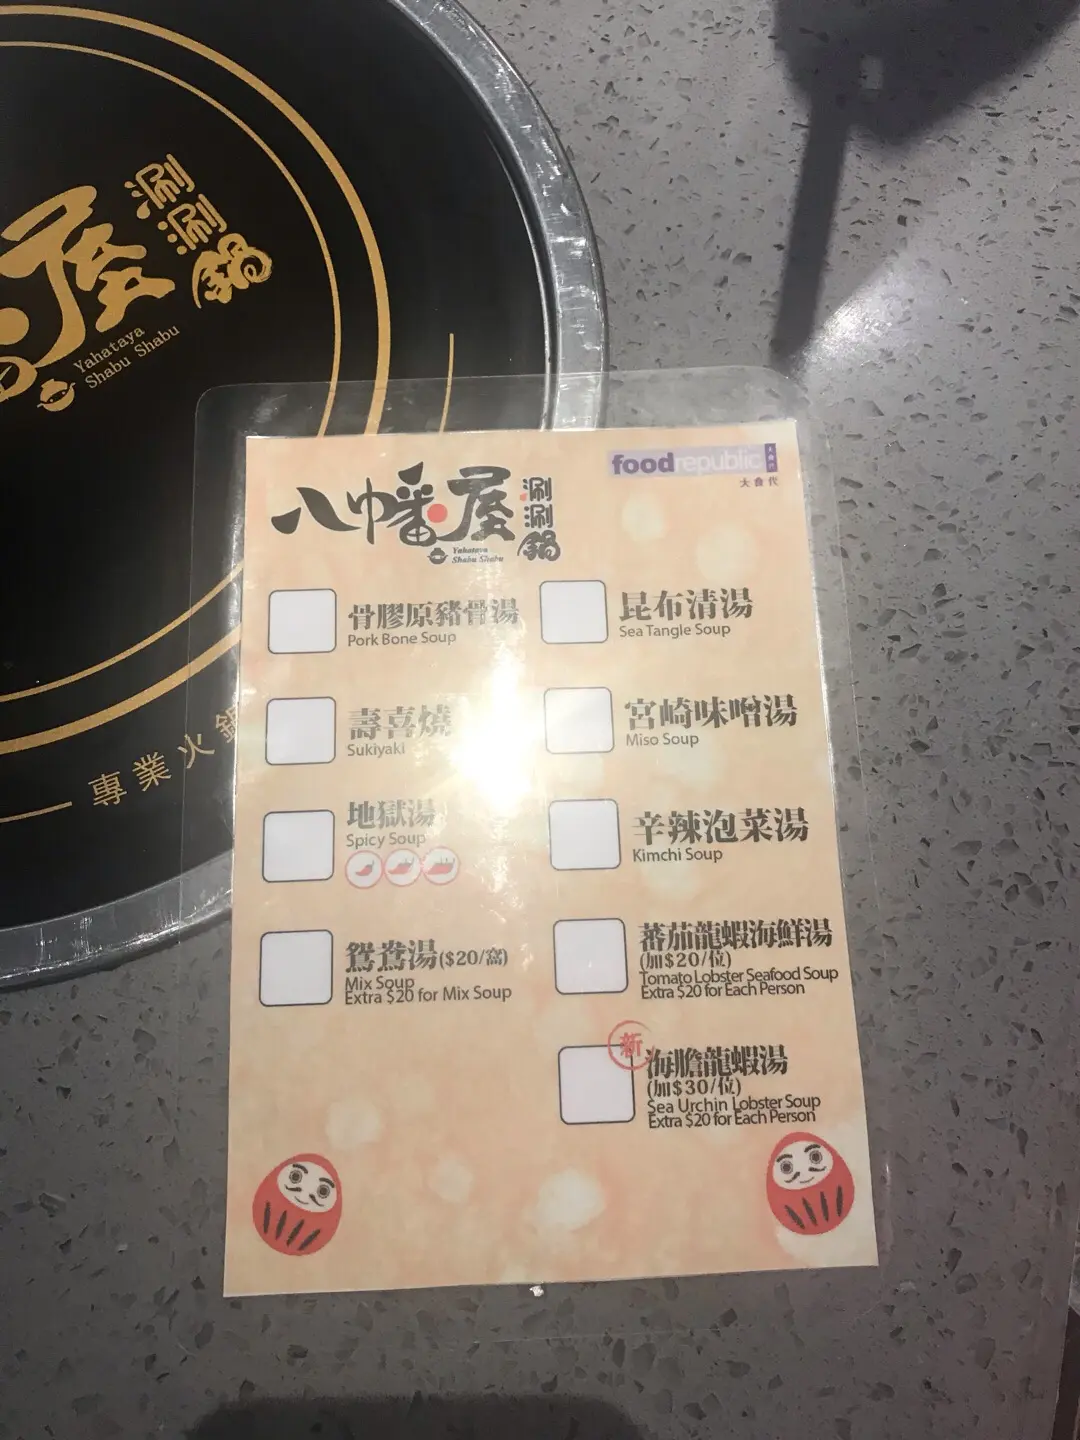 屋
涮涮鍋
Yahataya
Shabu Shabu
專業火鍋
八幡屋
涮涮鍋
Yahataya
Shabu Shabu
foodrepublic
大食代
骨膠原豬骨湯
Pork Bone Soup
昆布清湯
Sea Tangle Soup
壽喜燒
Sukiyaki
宮崎味噌湯
Miso Soup
地獄湯
Spicy Soup
辛辣泡菜湯
Kimchi Soup
鴛鴦湯($20/窩)
Mix Soup
Extra $20 for Mix Soup
蕃茄龍蝦海鮮湯
(加$20/位)
Tomato Lobster Seafood Soup
Extra $20 for Each Person
新
海膽龍蝦湯
(加$30/位)
Sea Urchin Lobster Soup
Extra $20 for Each Person